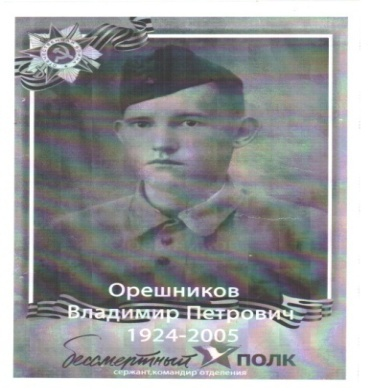 Орешников
Владимир Петрович
1924-2005
бессмертный полк
сержант,командир отделения